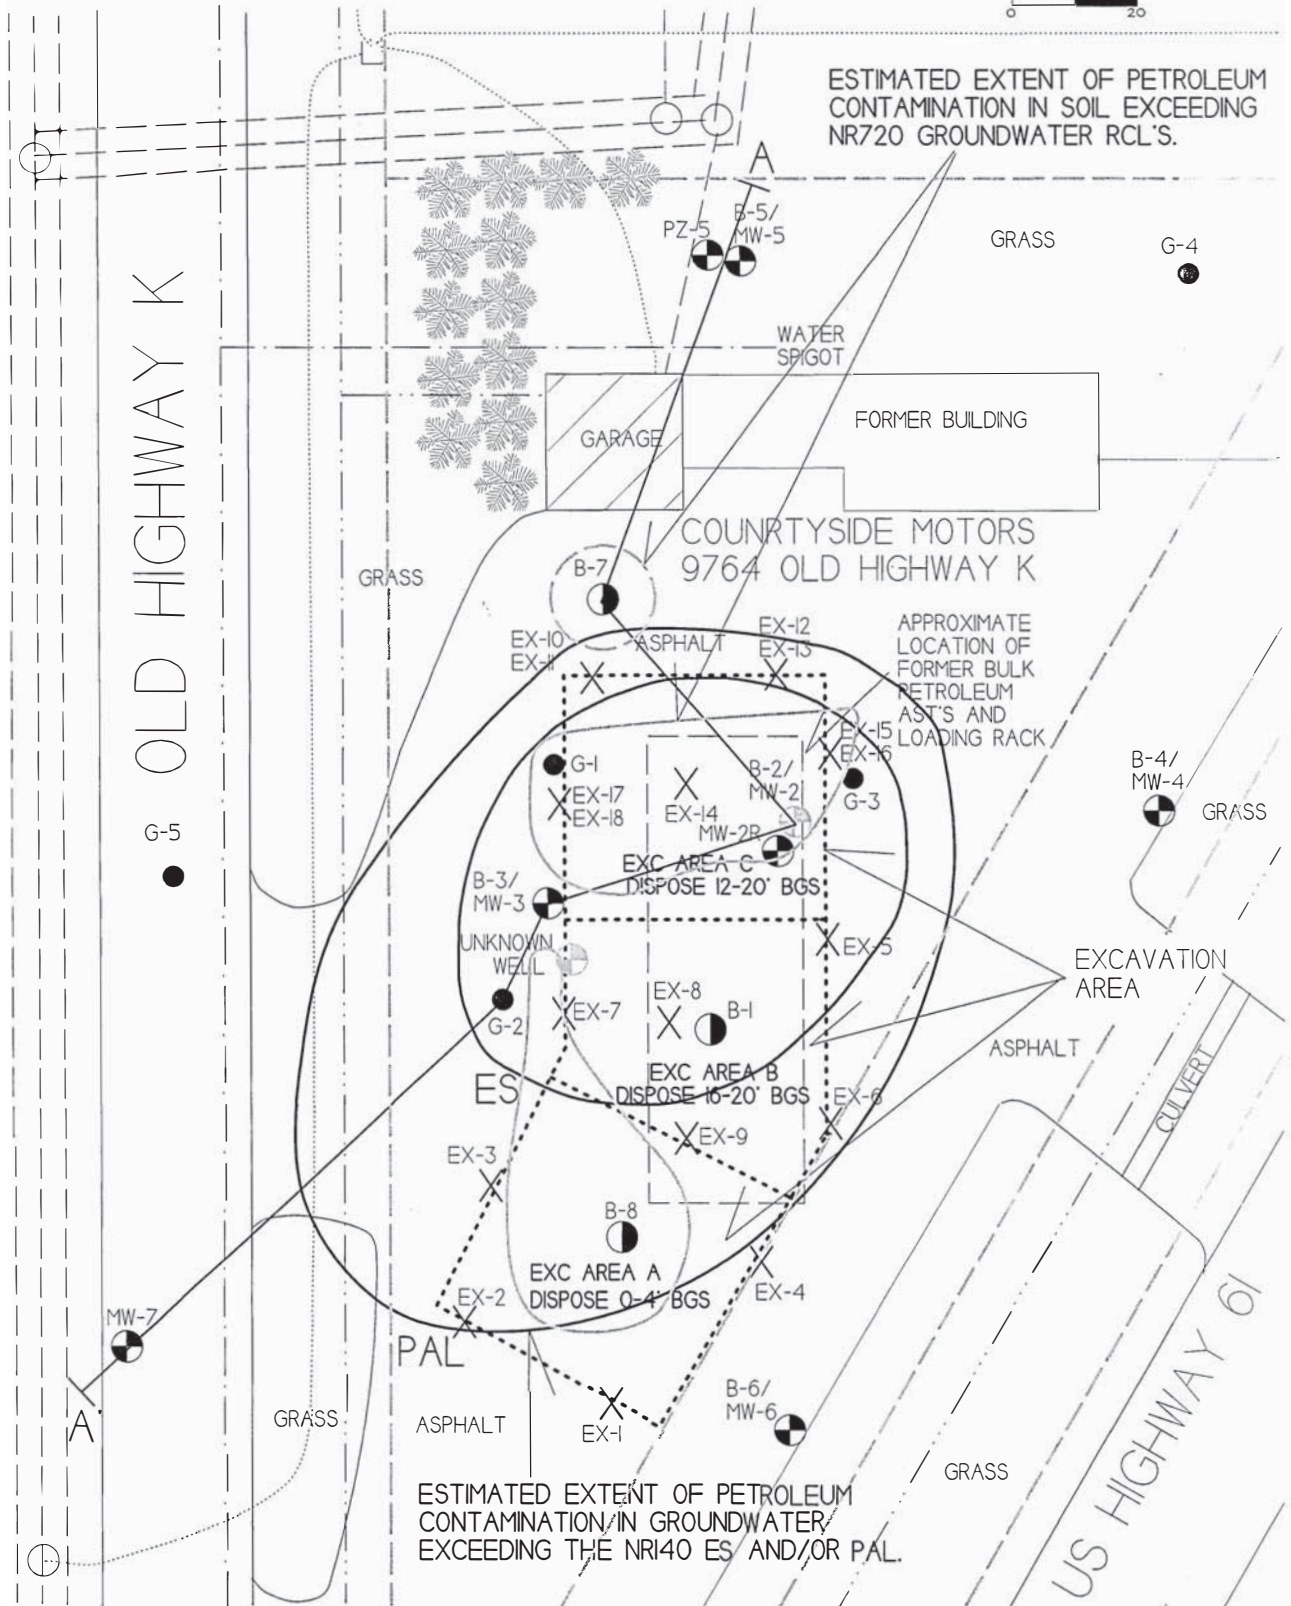 0 20
ESTIMATED EXTENT OF PETROLEUM
CONTAMINATION IN SOIL EXCEEDING
NR720 GROUNDWATER RCL'S.
A
B-5/
MW-5
PZ-5
GRASS
G-4
WATER
SPIGOT
OLD HIGHWAY K
GARAGE
FORMER BUILDING
COUNRTYSIDE MOTORS
9764 OLD HIGHWAY K
GRASS
B-7
ASPHALT
EX-10
EX-11
EX-12
EX-13
APPROXIMATE
LOCATION OF
FORMER BULK
PETROLEUM
AST'S AND
LOADING RACK
EX-15
EX-16
G-1
G-3
B-2/
MW-2
EX-17
EX-18
EX-14
MW-2R
B-4/
MW-4
GRASS
G-5
EXC AREA C
DISPOSE 12-20' BGS
B-3/
MW-3
UNKNOWN
WELL
EX-5
EXCAVATION
AREA
G-2
EX-7
EX-8
B-1
ASPHALT
CULVERT
EXC AREA B
DISPOSE 16-20' BGS
ES
EX-6
EX-9
EX-3
B-8
EXC AREA A
DISPOSE 0-4' BGS
EX-2
EX-4
MW-7
PAL
A'
GRASS
ASPHALT
EX-1
B-6/
MW-6
GRASS
US HIGHWAY 61
ESTIMATED EXTENT OF PETROLEUM
CONTAMINATION IN GROUNDWATER
EXCEEDING THE NR140 ES AND/OR PAL.